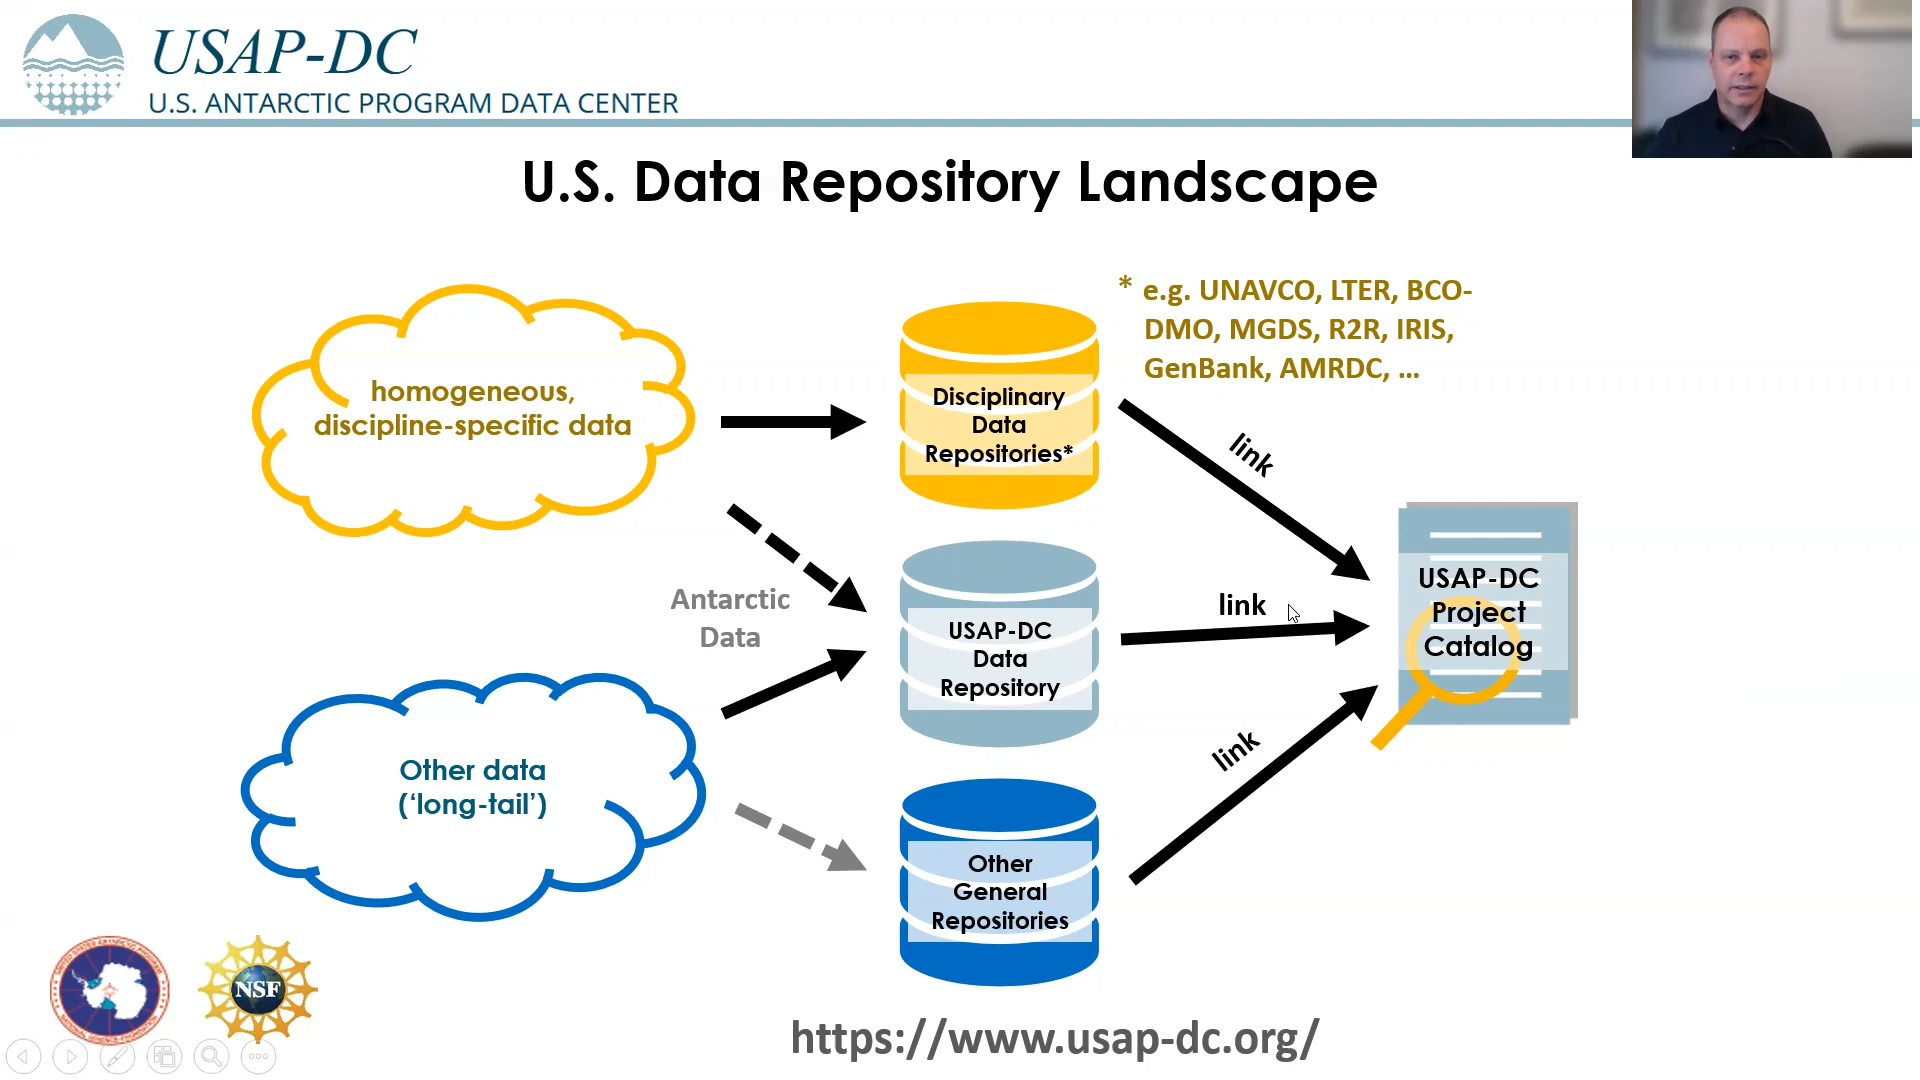 USAP-DC
U.S. ANTARCTIC PROGRAM DATA CENTER
U.S. Data Repository Landscape
* e.g. UNAVCO, LTER, BCO-
DMO, MGDS, R2R, IRIS,
GenBank, AMRDC, ...
homogeneous,
discipline-specific data
Disciplinary
Data
Repositories*
link
Antarctic
Data
USAP-DC
Data
Repository
link
USAP-DC
Project
Catalog
Other data
(‘long-tail’)
link
Other
General
Repositories
NSF
https://www.usap-dc.org/